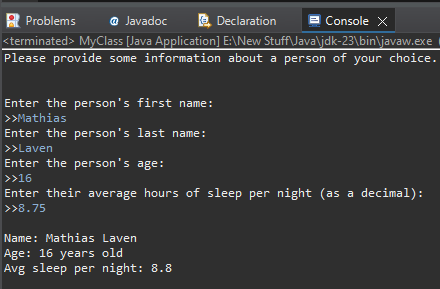 Problems @ Javadoc Declaration Console
<terminated> MyClass [Java Application] E:\New Stuff\Java\jdk-23\bin\javaw.exe
Please provide some information about a person of your choice.
Enter the person's first name:
>>Mathias
Enter the person's last name:
>>Laven
Enter the person's age:
>>16
Enter their average hours of sleep per night (as a decimal):
>>8.75
Name: Mathias Laven
Age: 16 years old
Avg sleep per night: 8.8